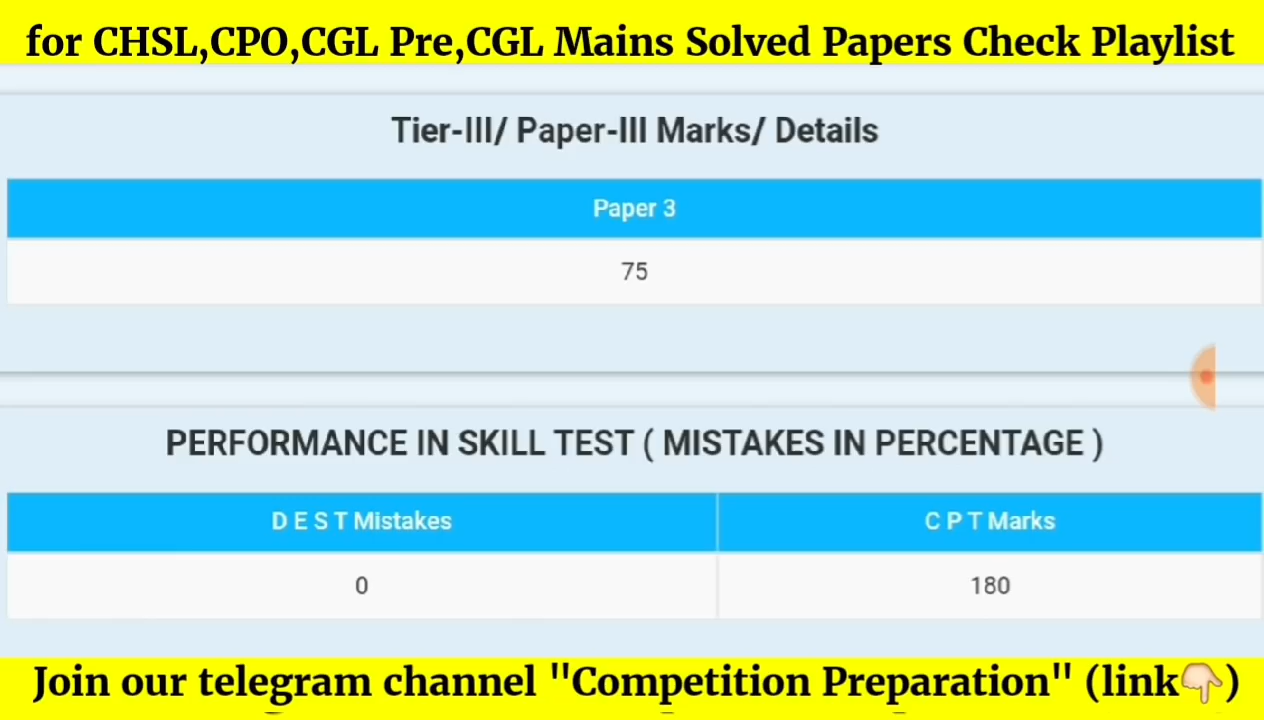 for CHSL,CPO,CGL Pre,CGL Mains Solved Papers Check Playlist
Tier-III/ Paper-III Marks/ Details
Paper 3
75
PERFORMANCE IN SKILL TEST ( MISTAKES IN PERCENTAGE )
D E S T Mistakes C P T Marks
0 180
Join our telegram channel "Competition Preparation" (link👇)